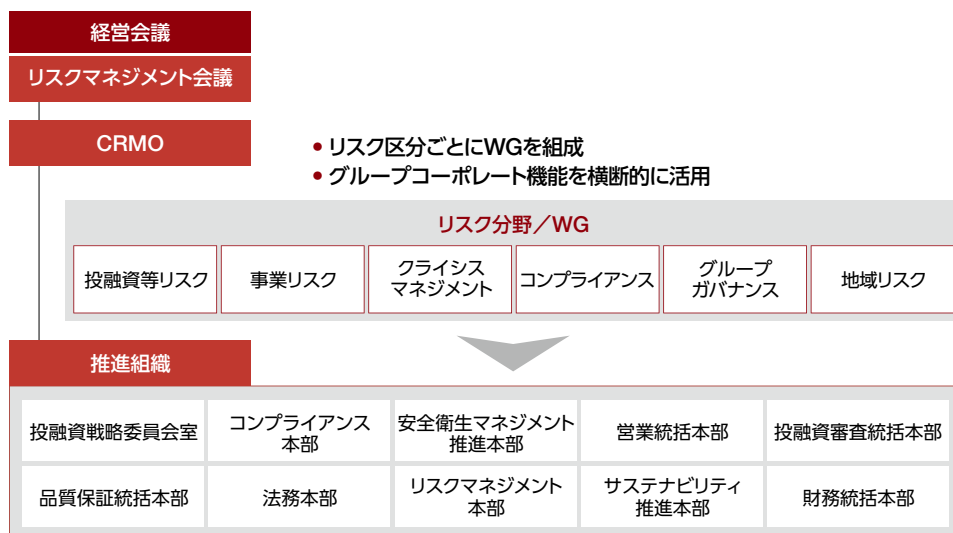 経営会議
リスクマネジメント会議
CRMO
• リスク区分ごとにWGを組成
• グループコーポレート機能を横断的に活用
リスク分野／WG
投融資等リスク
事業リスク
クライシス
マネジメント
コンプライアンス
グループ
ガバナンス
地域リスク
推進組織
投融資戦略委員会室
コンプライアンス
本部
安全衛生マネジメント
推進本部
営業統括本部
投融資審査統括本部
品質保証統括本部
法務本部
リスクマネジメント
本部
サステナビリティ
推進本部
財務統括本部